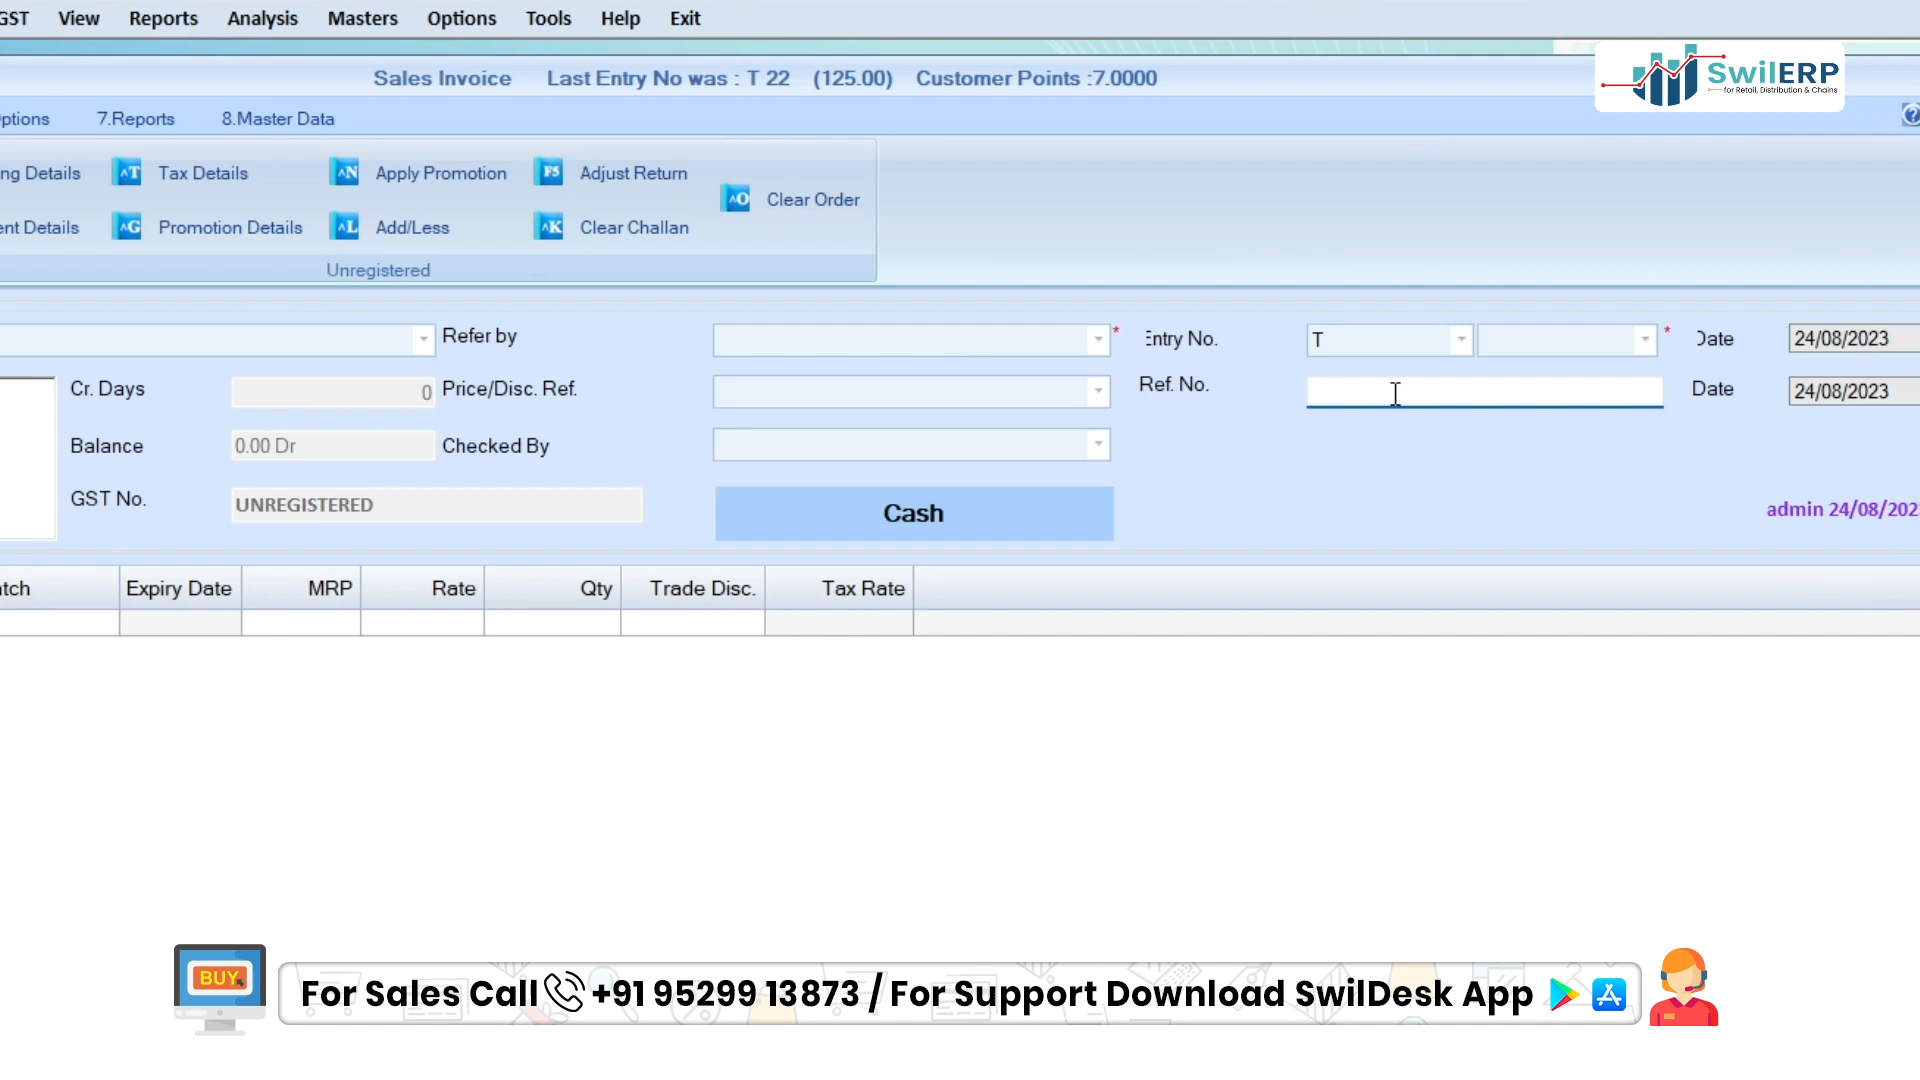 GST View Reports Analysis Masters Options Tools Help Exit
Sales Invoice Last Entry No was : T 22 (125.00) Customer Points :7.0000
SwilERP
for Retail, Distribution & Chains
ptions 7.Reports 8.Master Data
ng Details ^T Tax Details ^N Apply Promotion F5 Adjust Return
^O Clear Order
ent Details ^G Promotion Details ^L Add/Less ^K Clear Challan
Unregistered
Refer by * Entry No. T * Date 24/08/2023
Cr. Days 0 Price/Disc. Ref. Ref. No. Date 24/08/2023
Balance 0.00 Dr Checked By
GST No. UNREGISTERED Cash admin 24/08/202
tch Expiry Date MRP Rate Qty Trade Disc. Tax Rate
BUY For Sales Call +91 95299 13873 / For Support Download SwilDesk App